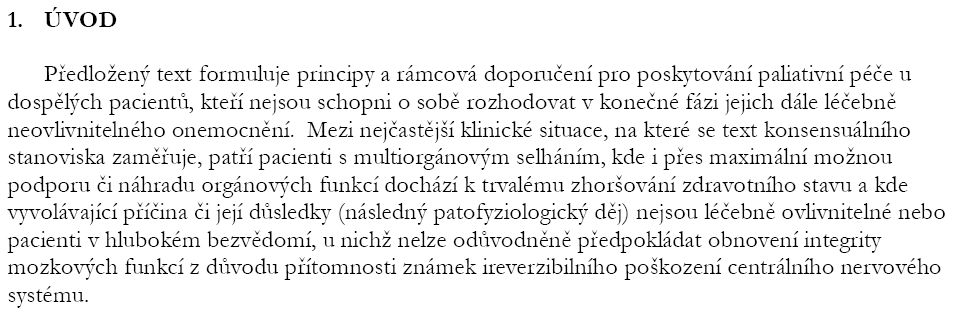 1. ÚVOD
Předložený text formuluje principy a rámcová doporučení pro poskytování paliativní péče u
dospělých pacientů, kteří nejsou schopni o sobě rozhodovat v konečné fázi jejich dále léčebně
neovlivnitelného onemocnění. Mezi nejčastější klinické situace, na které se text konsensuálního
stanoviska zaměřuje, patří pacienti s multiorgánovým selháním, kde i přes maximální možnou
podporu či náhradu orgánových funkcí dochází k trvalému zhoršování zdravotního stavu a kde
vyvolávající příčina či její důsledky (následný patofyziologický děj) nejsou léčebně ovlivnitelné nebo
pacienti v hlubokém bezvědomí, u nichž nelze odůvodněně předpokládat obnovení integrity
mozkových funkcí z důvodu přítomnosti známek ireverzibilního poškození centrálního nervového
systému.